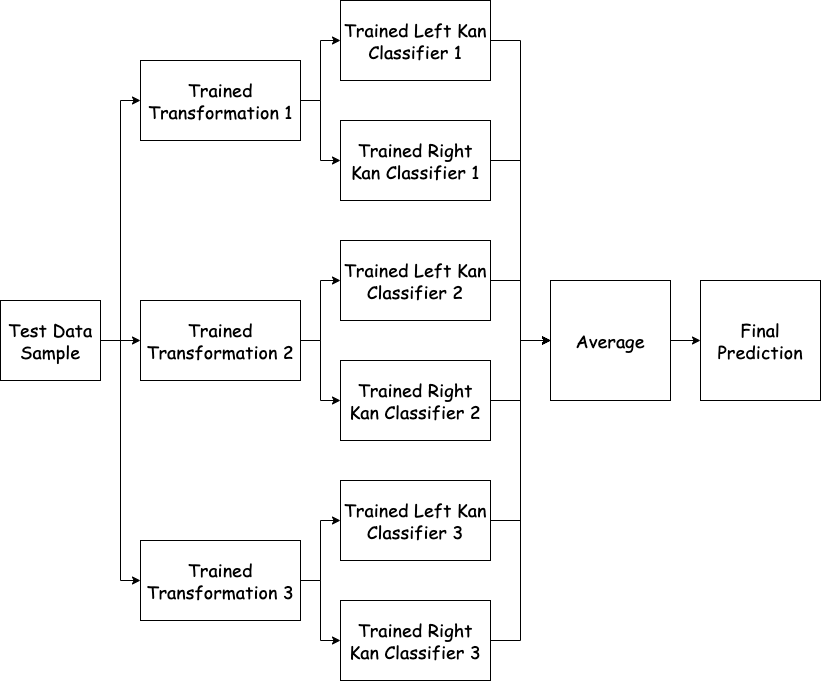 Trained Left Kan
Classifier 1
Trained
Transformation 1
Trained Right
Kan Classifier 1
Trained Left Kan
Classifier 2
Test Data
Sample
Trained
Transformation 2
Average
Final
Prediction
Trained Right
Kan Classifier 2
Trained Left Kan
Classifier 3
Trained
Transformation 3
Trained Right
Kan Classifier 3